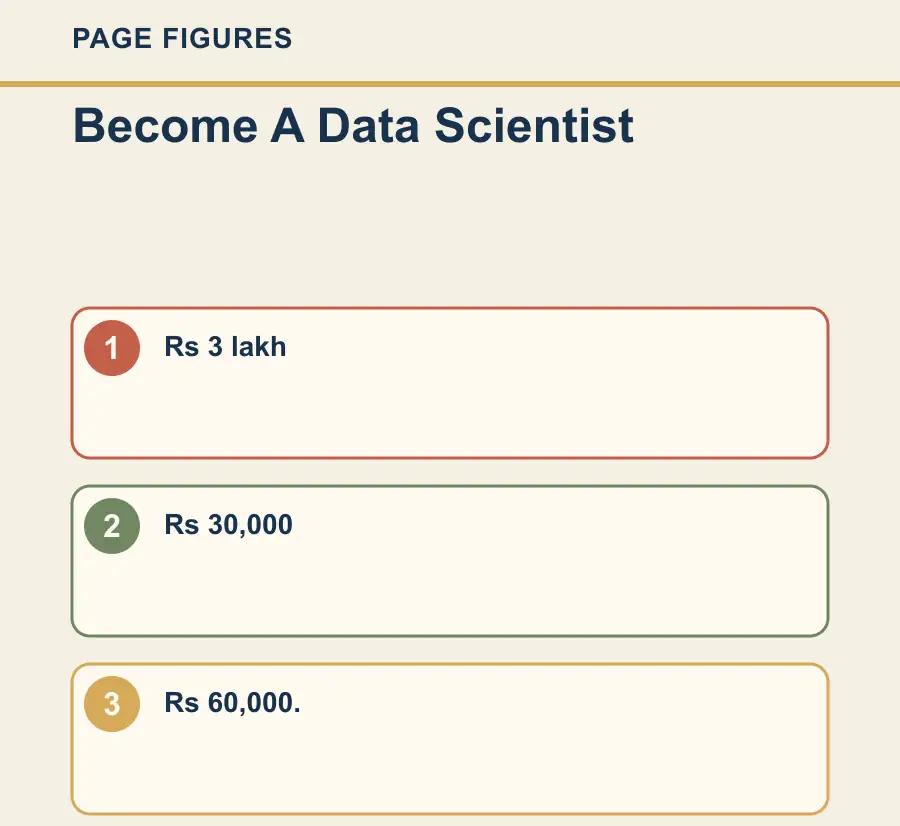 PAGE FIGURES
Become A Data Scientist
1 Rs 3 lakh
2 Rs 30,000
3 Rs 60,000.